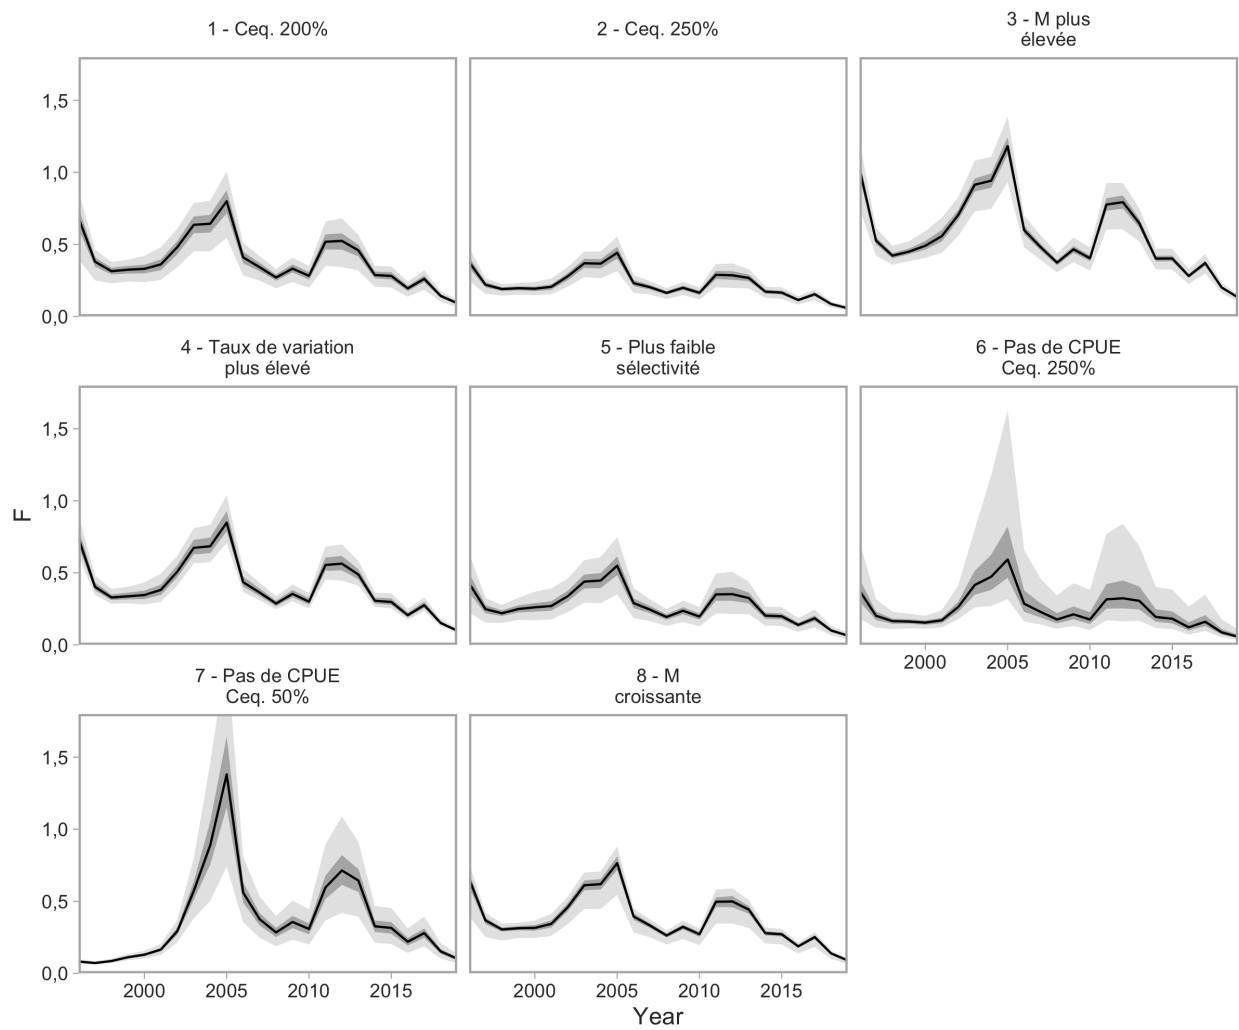 1 - Ceq. 200%
2 - Ceq. 250%
3 - M plus
élevée
1,5
1,0
0,5
0,0
4 - Taux de variation
plus élevé
5 - Plus faible
sélectivité
6 - Pas de CPUE
Ceq. 250%
1,5
1,0
0,5
0,0
F
2000
2005
2010
2015
7 - Pas de CPUE
Ceq. 50%
8 - M
croissante
1,5
1,0
0,5
0,0
2000
2005
2010
2015
2000
2005
2010
2015
Year